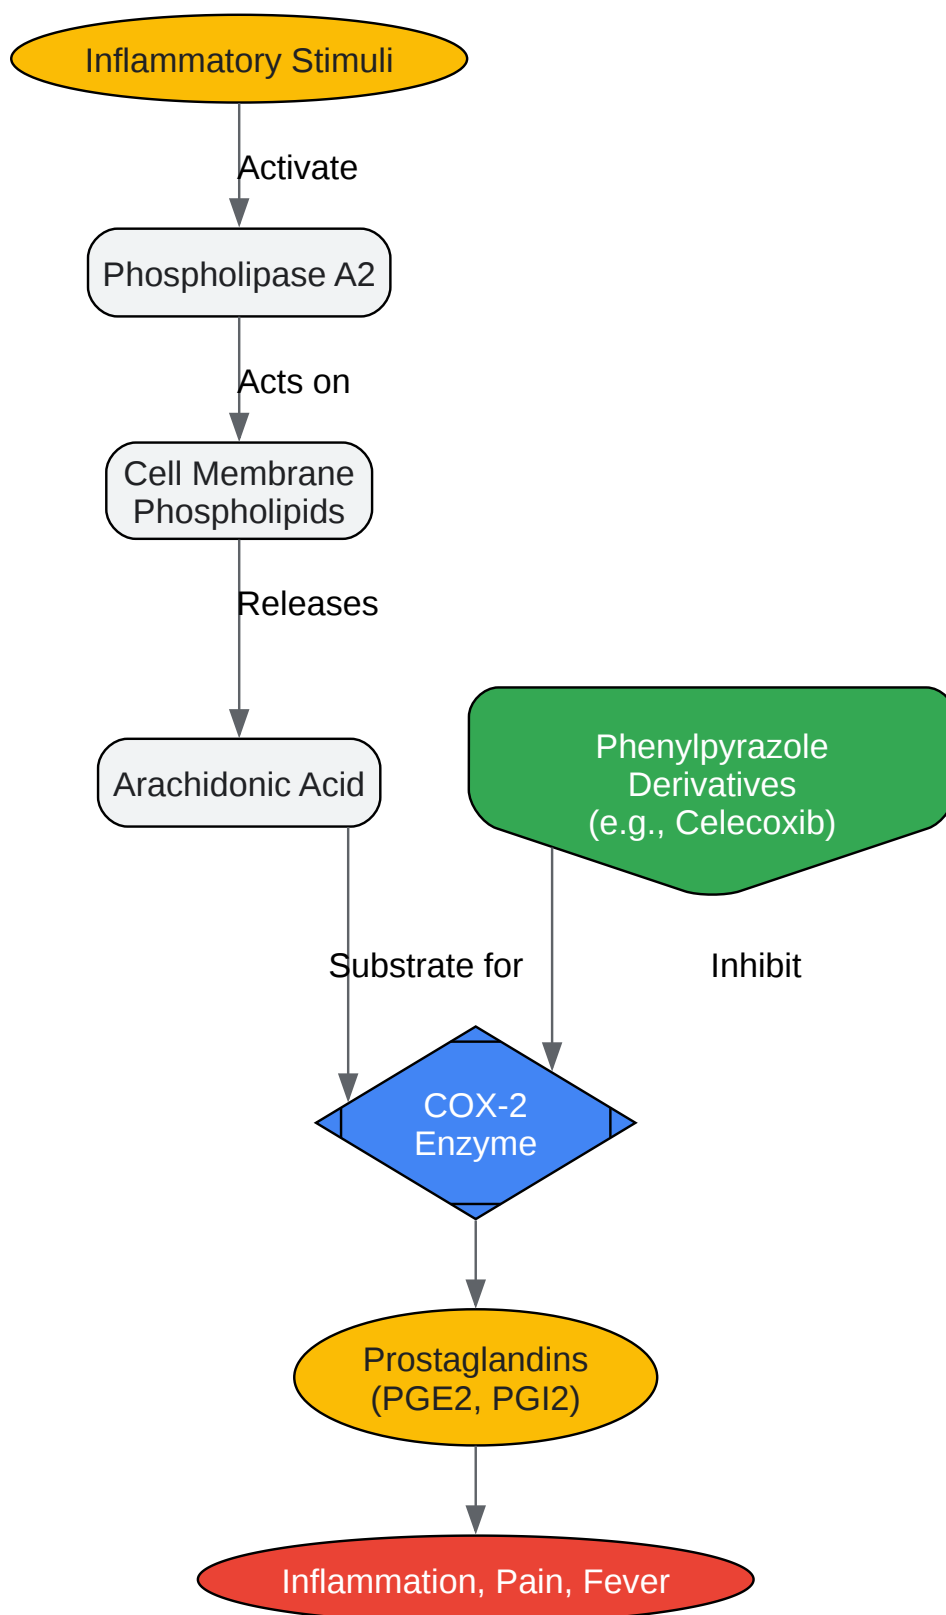 Inflammatory Stimuli
Activate
Phospholipase A2
Acts on
Cell Membrane
Phospholipids
Releases
Arachidonic Acid
Phenylpyrazole
Derivatives
(e.g., Celecoxib)
Substrate for
Inhibit
COX-2
Enzyme
Prostaglandins
(PGE2, PGI2)
Inflammation, Pain, Fever